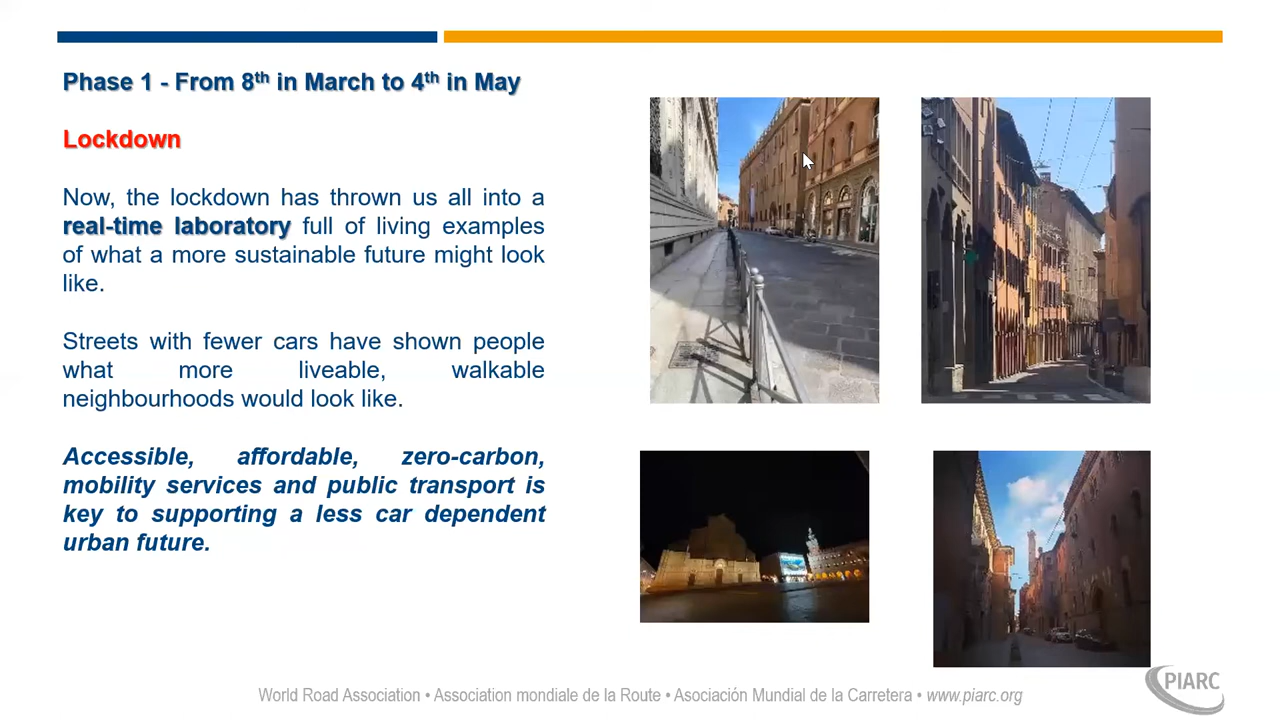 Phase 1 - From 8th in March to 4th in May
Lockdown
Now, the lockdown has thrown us all into a
real-time laboratory full of living examples
of what a more sustainable future might look
like.
Streets with fewer cars have shown people
what more liveable, walkable
neighbourhoods would look like.
Accessible, affordable, zero-carbon,
mobility services and public transport is
key to supporting a less car dependent
urban future.
World Road Association • Association mondiale de la Route • Asociación Mundial de la Carretera • www.piarc.org
PIARC